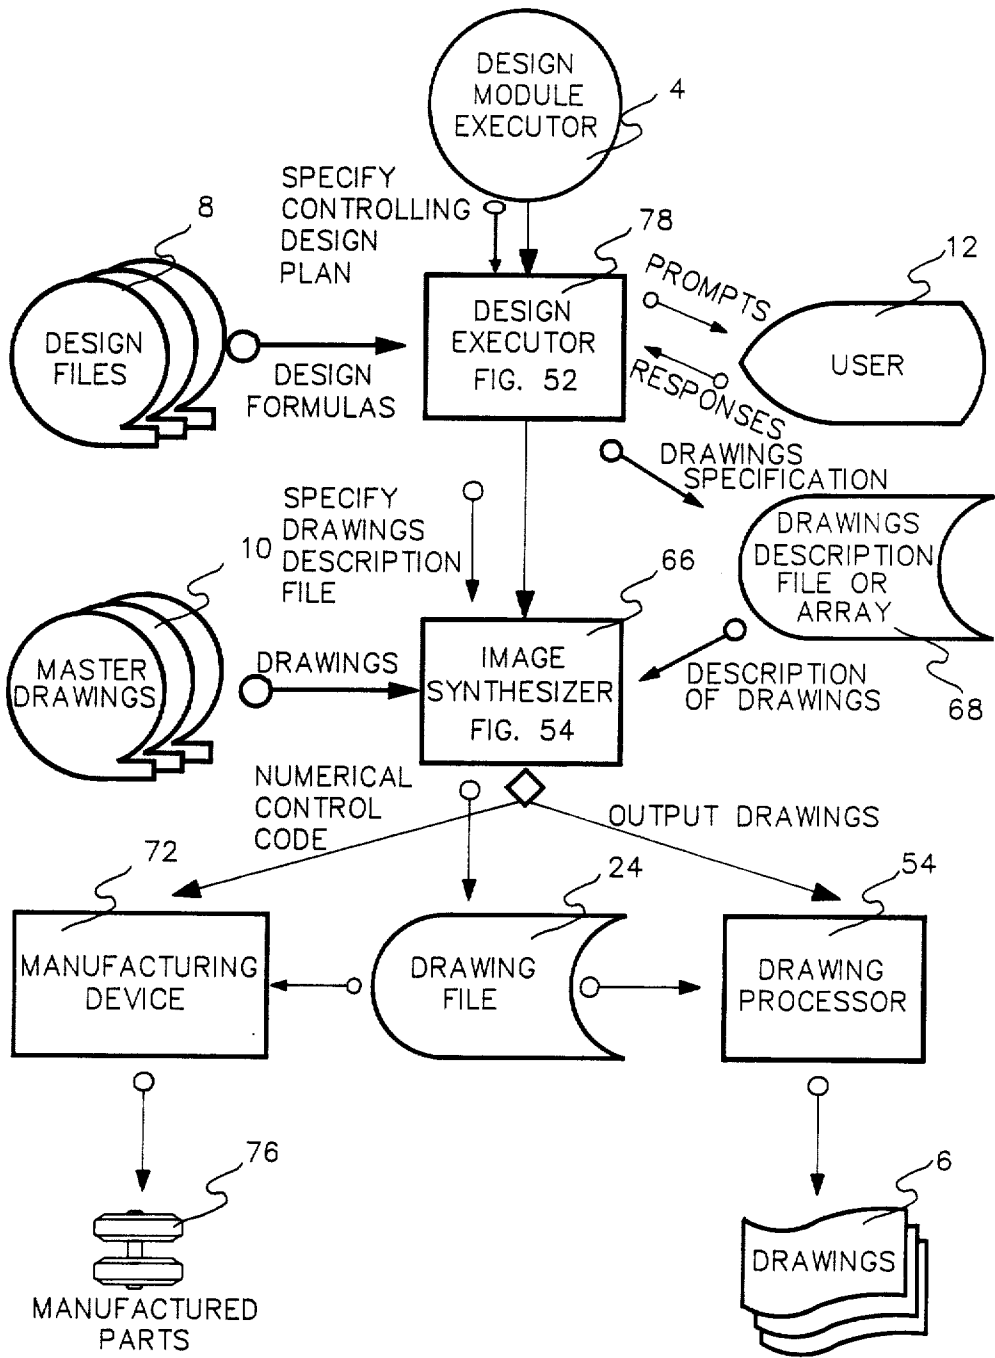 DESIGN
MODULE
EXECUTOR
4
SPECIFY
CONTROLLING
DESIGN
PLAN
8
78
12
DESIGN
FILES
DESIGN
FORMULAS
DESIGN
EXECUTOR
FIG. 52
PROMPTS
RESPONSES
USER
DRAWINGS
SPECIFICATION
SPECIFY
DRAWINGS
DESCRIPTION
FILE
10
66
DRAWINGS
DESCRIPTION
FILE OR
ARRAY
68
MASTER
DRAWINGS
DRAWINGS
IMAGE
SYNTHESIZER
FIG. 54
DESCRIPTION
OF DRAWINGS
NUMERICAL
CONTROL
CODE
OUTPUT DRAWINGS
72
24
54
MANUFACTURING
DEVICE
DRAWING
FILE
DRAWING
PROCESSOR
76
6
MANUFACTURED
PARTS
DRAWINGS